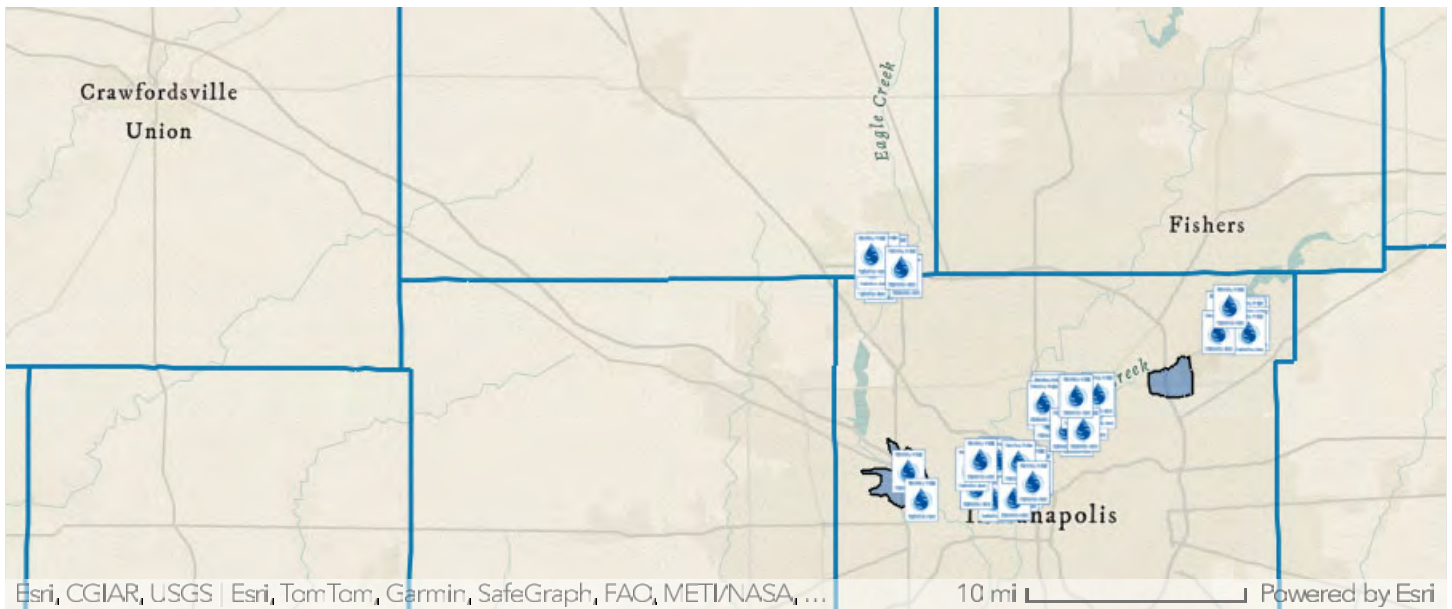 Crawfordsville
Union
Eagle Creek
Fishers
reek
Indianapolis
Esri, CGIAR, USGS | Esri, TomTom, Garmin, SafeGraph, FAO, METI/NASA, ...
10 mi
Powered by Esri